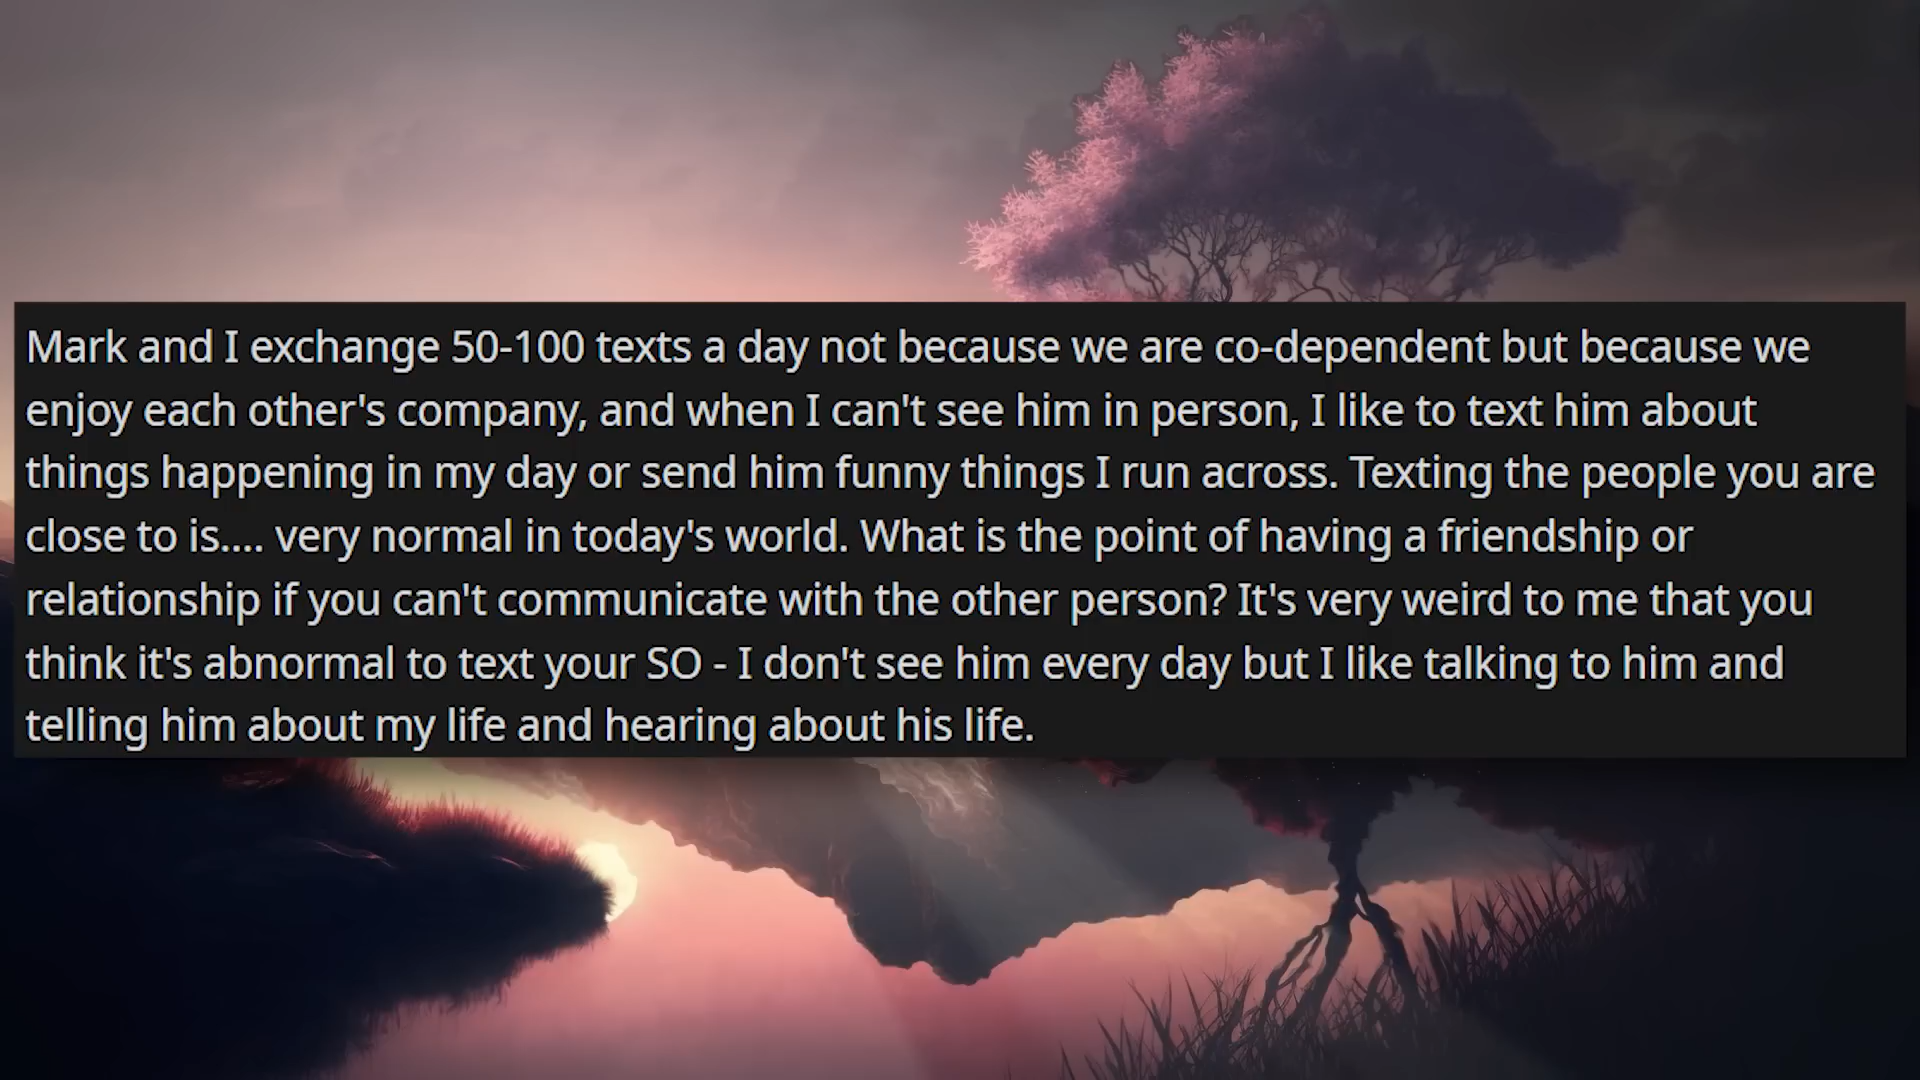 Mark and I exchange 50-100 texts a day not because we are co-dependent but because we
enjoy each other's company, and when I can't see him in person, I like to text him about
things happening in my day or send him funny things I run across. Texting the people you are
close to is.... very normal in today's world. What is the point of having a friendship or
relationship if you can't communicate with the other person? It's very weird to me that you
think it's abnormal to text your SO - I don't see him every day but I like talking to him and
telling him about my life and hearing about his life.